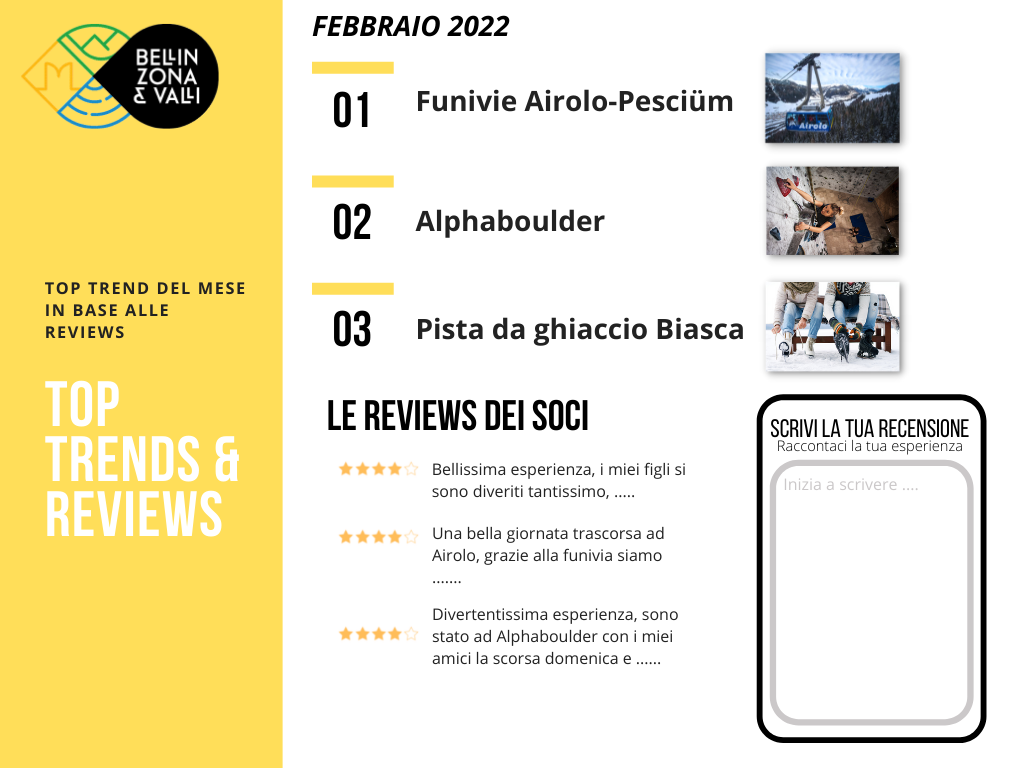 BELLIN
ZONA
E VALLI
TOP TREND DEL MESE
IN BASE ALLE
REVIEWS
TOP
TRENDS &
REVIEWS
FEBBRAIO 2022
01
Funivie Airolo-Pesciüm
Airolo
02
Alphaboulder
03
Pista da ghiaccio Biasca
LE REVIEWS DEI SOCI
Bellissima esperienza, i miei figli si
sono diveriti tantissimo, .....
Una bella giornata trascorsa ad
Airolo, grazie alla funivia siamo
.......
Divertentissima esperienza, sono
stato ad Alphaboulder con i miei
amici la scorsa domenica e ......
SCRIVI LA TUA RECENSIONE
Raccontaci la tua esperienza
Inizia a scrivere ....